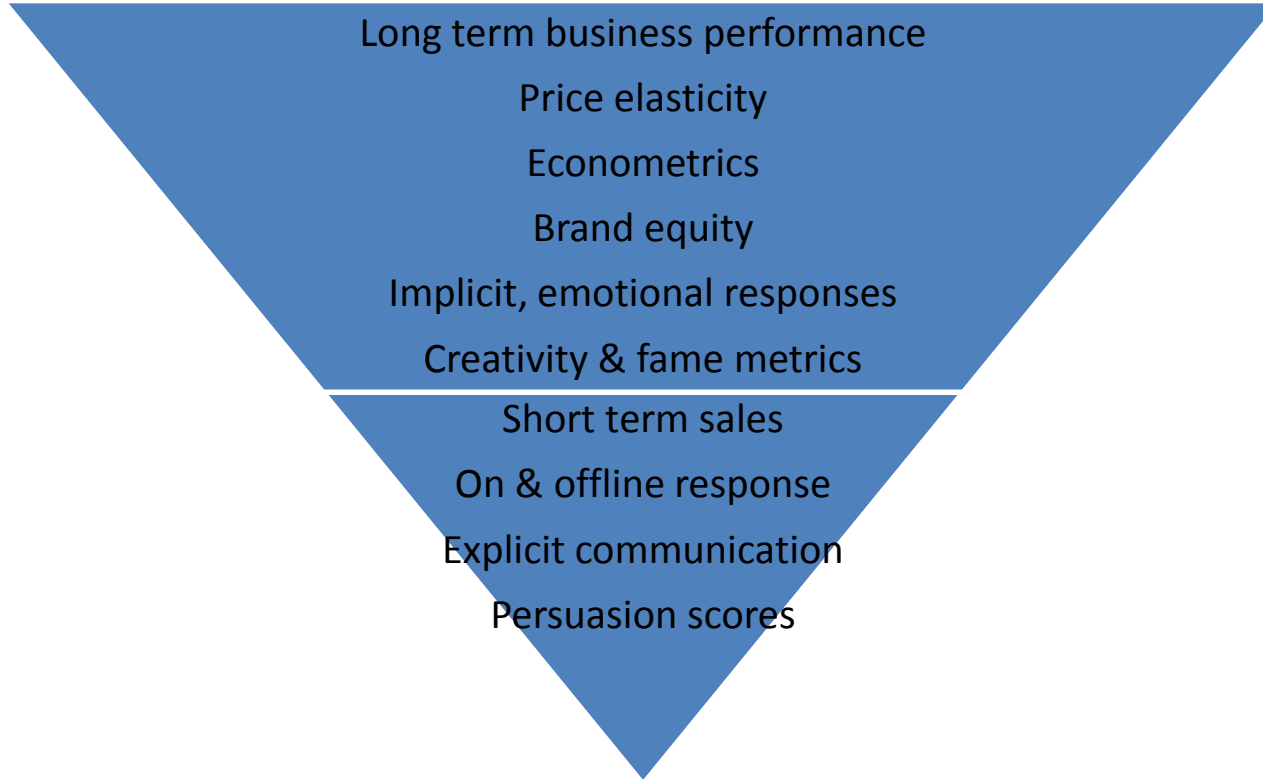 Long term business performance
Price elasticity
Econometrics
Brand equity
Implicit, emotional responses
Creativity & fame metrics
Short term sales
On & offline response
Explicit communication
Persuasion scores